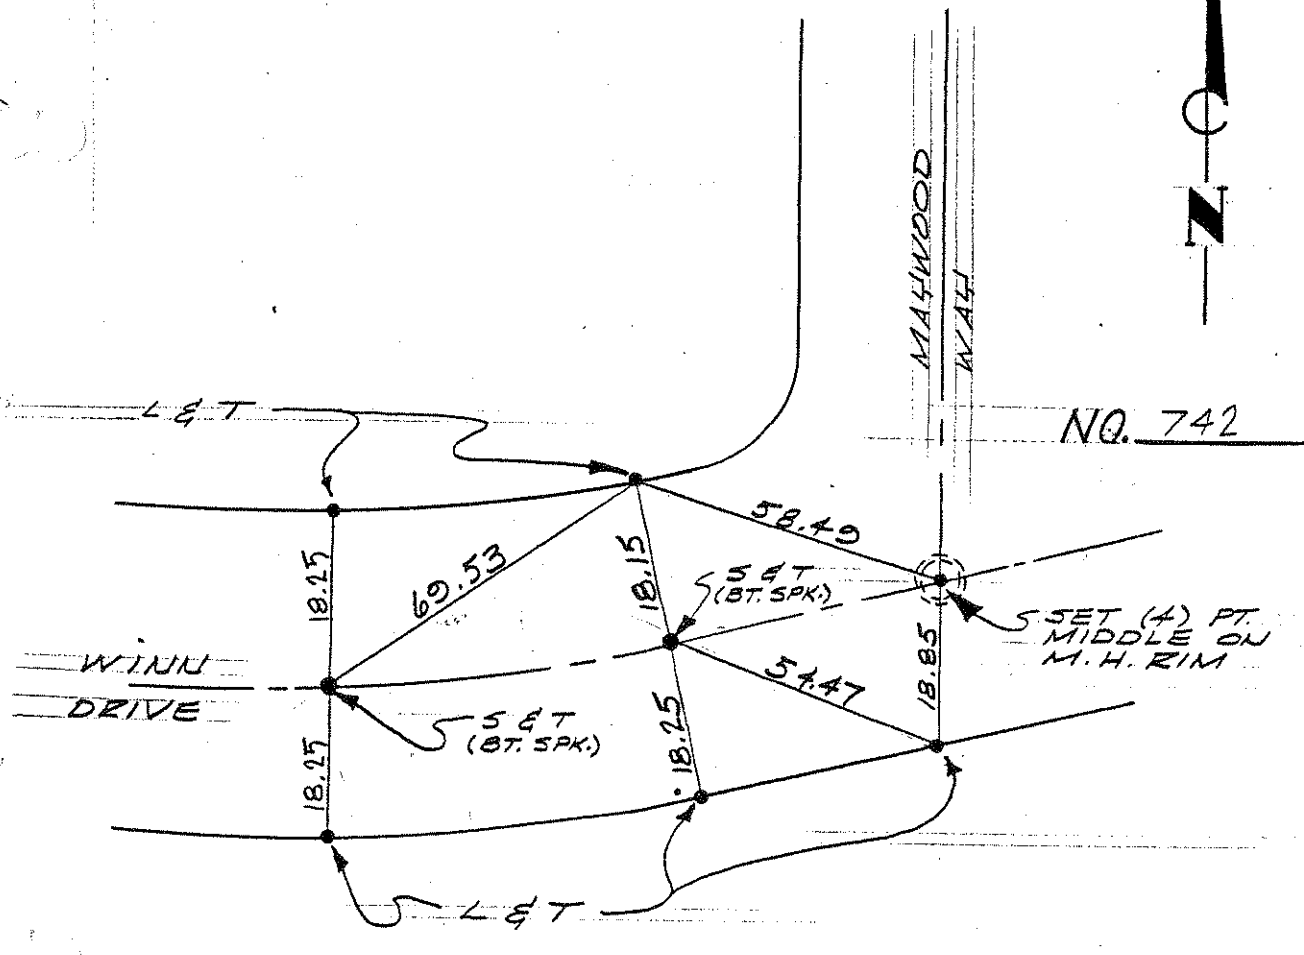 MAYWOOD
WAY
N
L & T
NO. 742
58.49
18.25
69.53
18.15
S & T
(BT. SPK.)
SET (4) PT.
MIDDLE ON
M.H. RIM
WINN
DRIVE
18.85
54.47
S & T
(BT. SPK.)
18.25
18.25
L & T